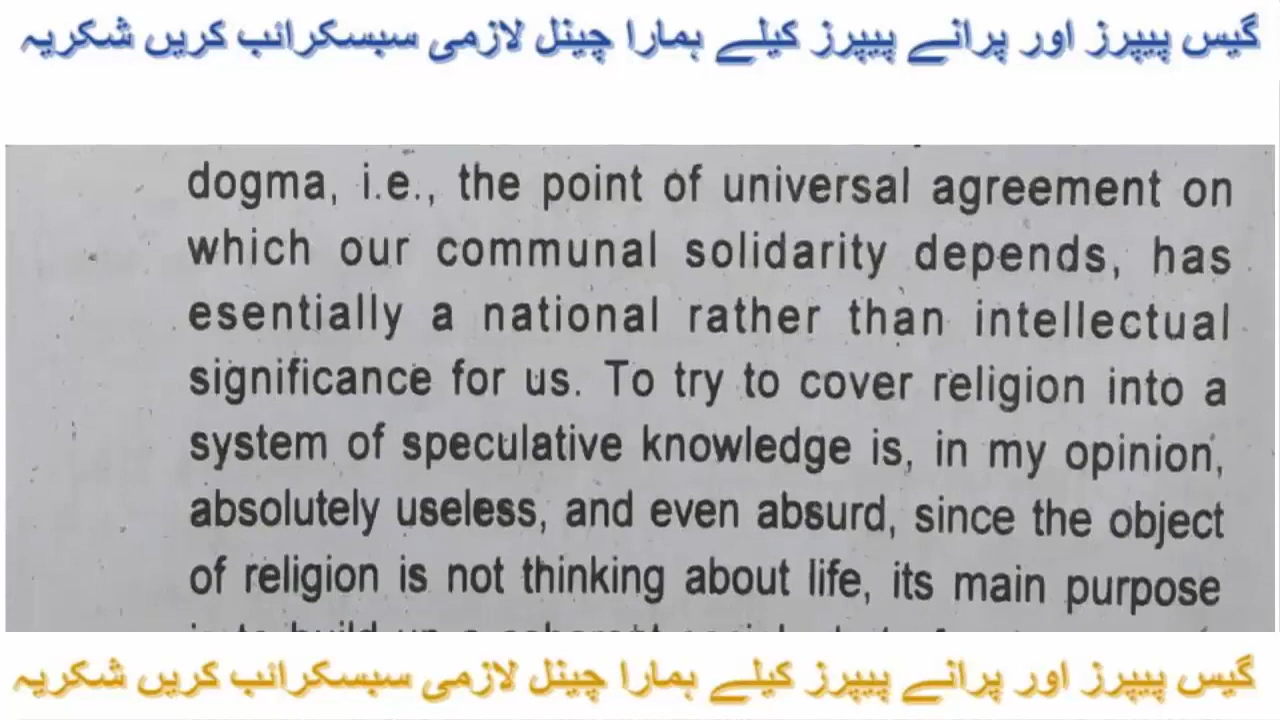 گیس پیپرز اور پرانے پیپرز کیلے ہمارا چینل لازمی سبسکرائب کریں شکریہ
dogma, i.e., the point of universal agreement on
which our communal solidarity depends, has
esentially a national rather than intellectual
significance for us. To try to cover religion into a
system of speculative knowledge is, in my opinion,
absolutely useless, and even absurd, since the object
of religion is not thinking about life, its main purpose
گیس پیپرز اور پرانے پیپرز کیلے ہمارا چینل لازمی سبسکرائب کریں شکریہ